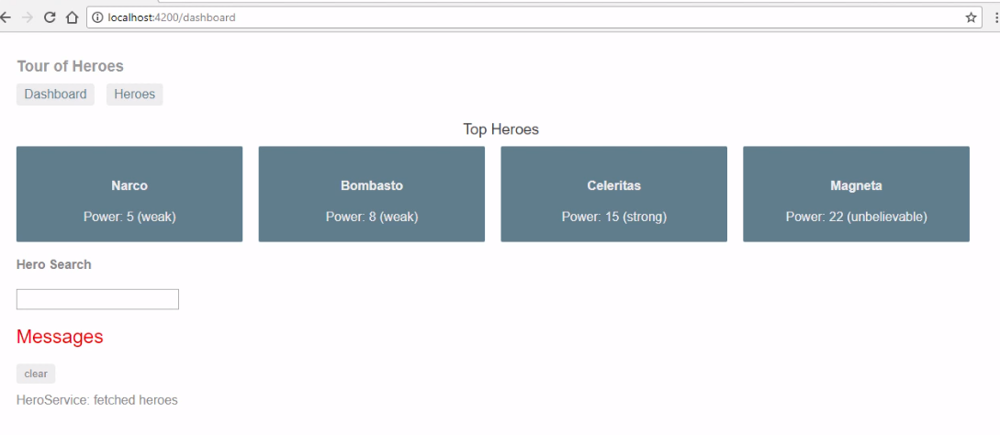 localhost:4200/dashboard
Tour of Heroes
Dashboard Heroes
Top Heroes
Narco Bombasto Celeritas Magneta
Power: 5 (weak) Power: 8 (weak) Power: 15 (strong) Power: 22 (unbelievable)
Hero Search
Messages
clear
HeroService: fetched heroes